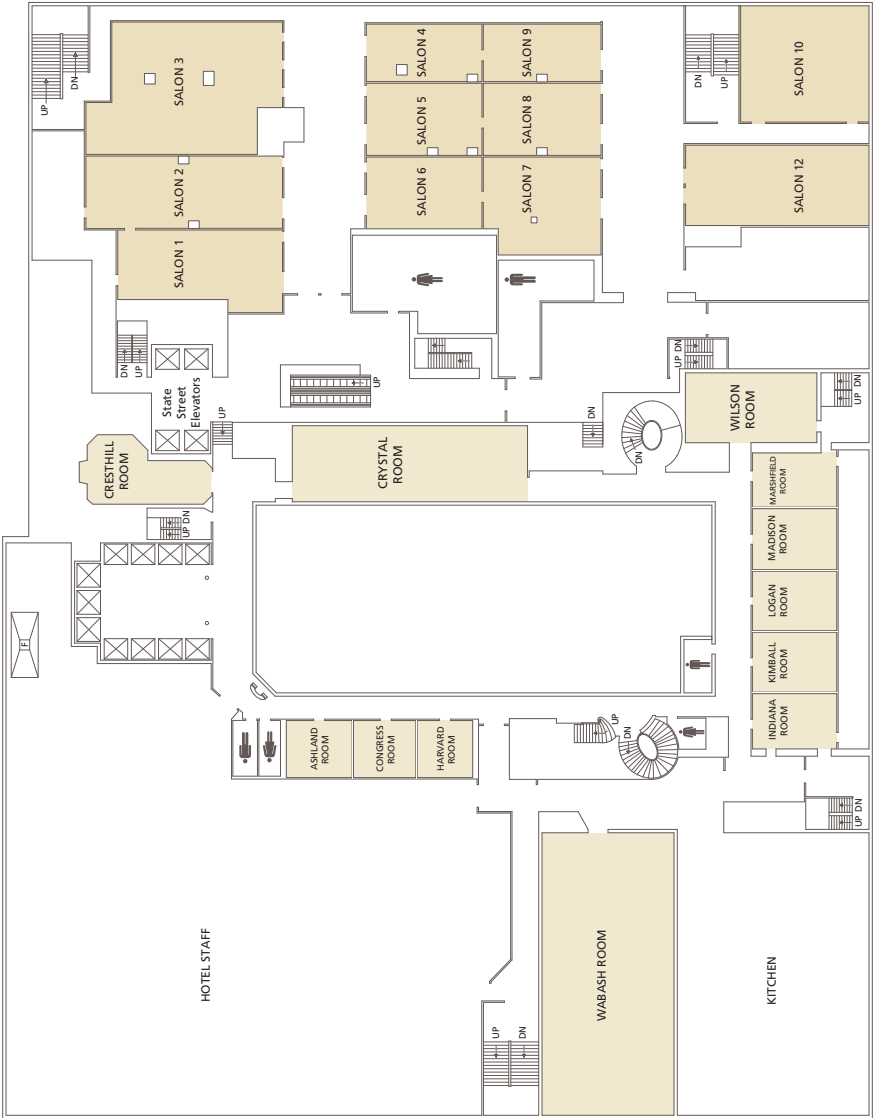 SALON 3
SALON 4
SALON 9
SALON 10
UP
DN
DN
UP
SALON 5
SALON 8
SALON 2
SALON 6
SALON 7
SALON 12
SALON 1
DN
UP
State
Street
Elevators
UP
UP
DN
UP
DN
DN
WILSON
ROOM
DN
UP
CRESTHILL
ROOM
CRYSTAL
ROOM
DN
MARSHFIELD
ROOM
DN
UP
MADISON
ROOM
LOGAN
ROOM
F
KIMBALL
ROOM
INDIANA
ROOM
ASHLAND
ROOM
CONGRESS
ROOM
HARVARD
ROOM
UP
DN
DN
UP
HOTEL STAFF
WABASH ROOM
KITCHEN
UP
DN